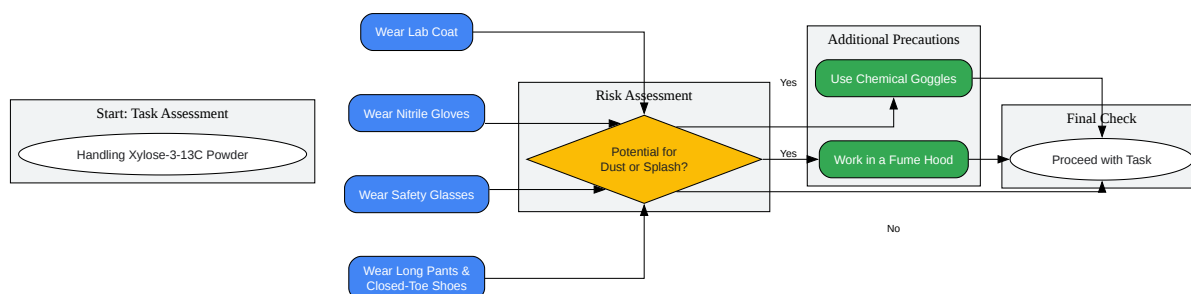 Start: Task Assessment
Handling Xylose-3-13C Powder
Wear Lab Coat
Wear Nitrile Gloves
Wear Safety Glasses
Wear Long Pants &
Closed-Toe Shoes
Risk Assessment
Potential for
Dust or Splash?
Yes
Yes
No
Additional Precautions
Use Chemical Goggles
Work in a Fume Hood
Final Check
Proceed with Task